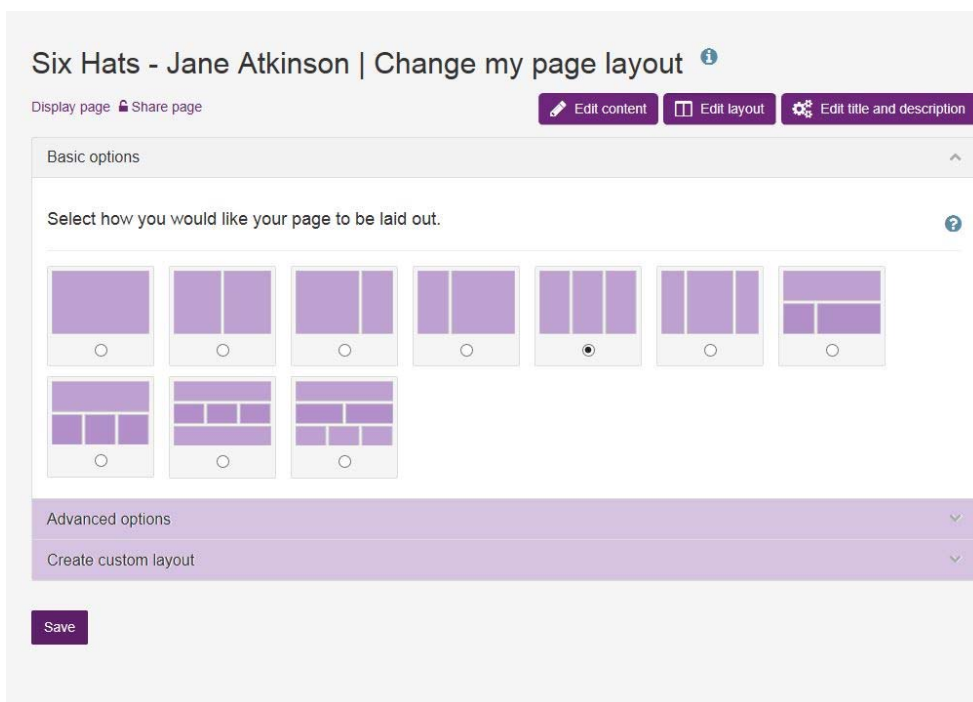 Six Hats - Jane Atkinson | Change my page layout
Display page Share page
Edit content
Edit layout
Edit title and description
Basic options
Select how you would like your page to be laid out.
Advanced options
Create custom layout
Save